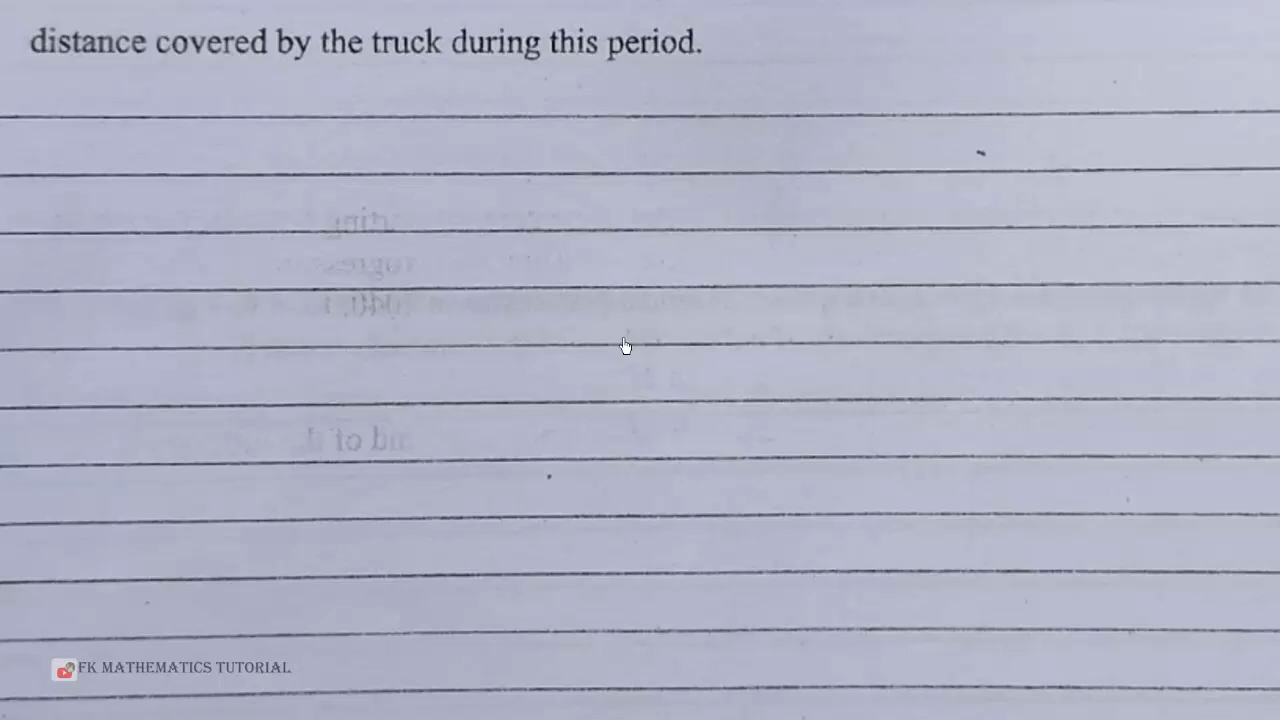 distance covered by the truck during this period.
FK MATHEMATICS TUTORIAL